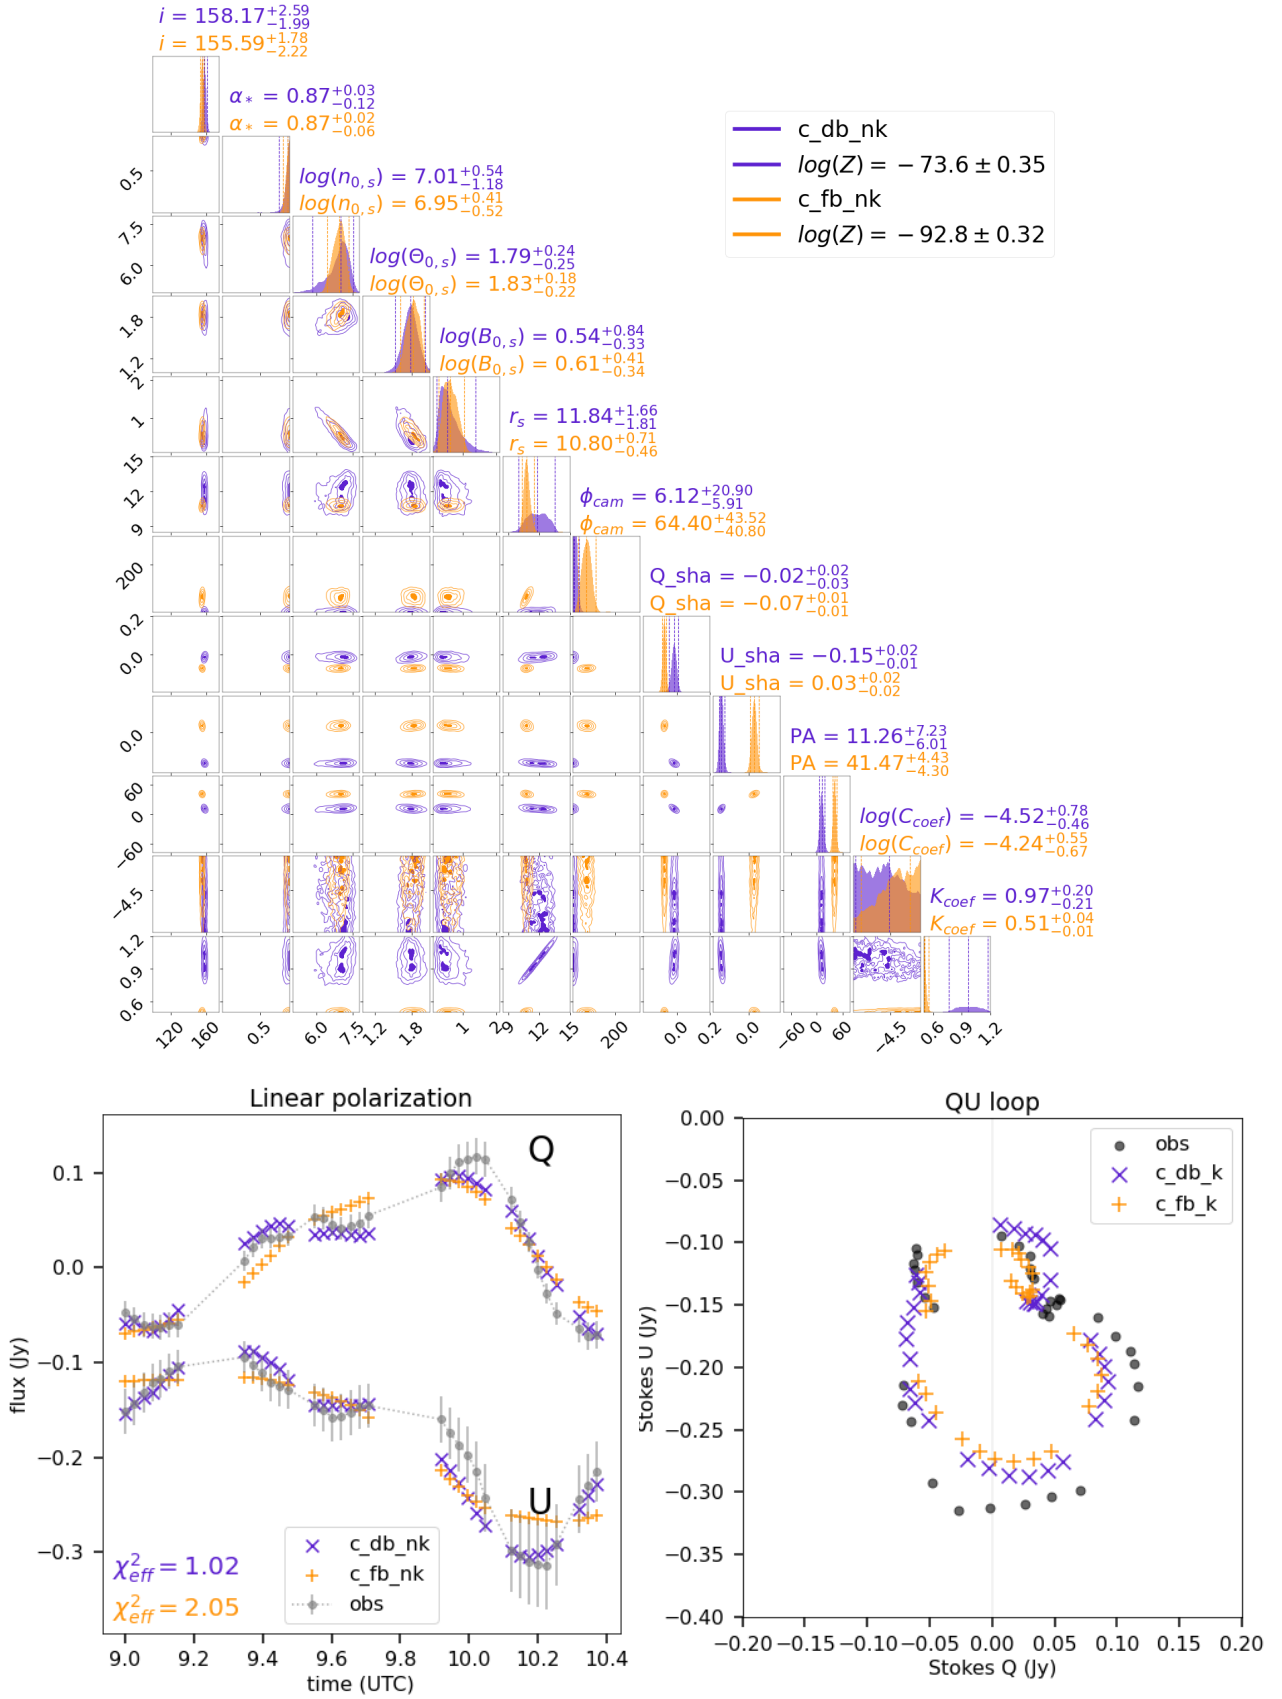 i = 158.17+2.59−1.99
i = 155.59+1.78−2.22
α* = 0.87+0.03−0.12
α* = 0.87+0.02−0.06
c_db_nk
log(Z) = −73.6 ± 0.35
c_fb_nk
log(Z) = −92.8 ± 0.32
0.5
log(n0,s) = 7.01+0.54−1.18
log(n0,s) = 6.95+0.41−0.52
7.5
6.0
log(Θ0,s) = 1.79+0.24−0.25
log(Θ0,s) = 1.83+0.18−0.22
1.8
1.2
log(B0,s) = 0.54+0.84−0.33
log(B0,s) = 0.61+0.41−0.34
2
1
rs = 11.84+1.66−1.81
rs = 10.80+0.71−0.46
15
12
9
ϕcam = 6.12+20.90−5.91
ϕcam = 64.40+43.52−40.80
200
Q_sha = −0.02+0.02−0.03
Q_sha = −0.07+0.01−0.01
0.2
0.0
U_sha = −0.15+0.02−0.01
U_sha = 0.03+0.02−0.02
0.0
PA = 11.26+7.23−6.01
PA = 41.47+4.43−4.30
60
0
−60
log(Ccoef) = −4.52+0.78−0.46
log(Ccoef) = −4.24+0.55−0.67
−4.5
Kcoef = 0.97+0.20−0.21
Kcoef = 0.51+0.04−0.01
1.2
0.9
0.6
120 160 0.5 6.0 7.5 1.2 1.8 1 2 9 12 15 200 0.0 0.2 0.0 −60 0 60 −4.5 0.6 0.9 1.2
Linear polarization
Q
U
0.1
0.0
−0.1
−0.2
−0.3
flux (Jy)
χ2eff = 1.02
χ2eff = 2.05
c_db_nk
c_fb_nk
obs
9.0 9.2 9.4 9.6 9.8 10.0 10.2 10.4
time (UTC)
QU loop
obs
c_db_k
c_fb_k
0.00
−0.05
−0.10
−0.15
−0.20
−0.25
−0.30
−0.35
−0.40
Stokes U (Jy)
−0.20 −0.15 −0.10 −0.05 0.00 0.05 0.10 0.15 0.20
Stokes Q (Jy)